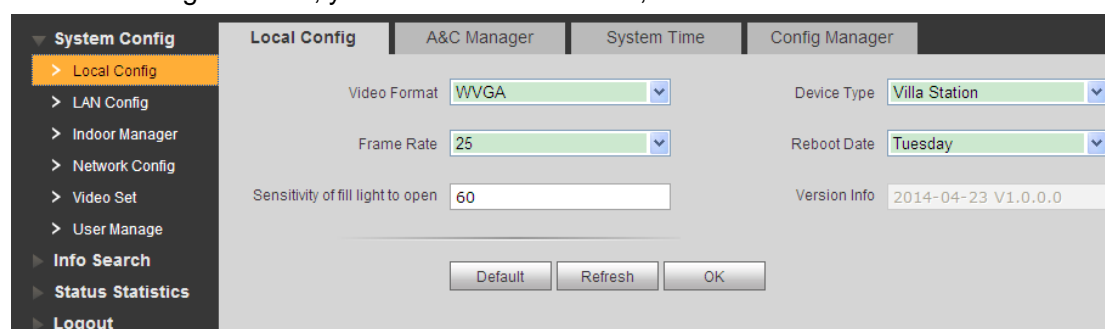 System Config
> Local Config
> LAN Config
> Indoor Manager
> Network Config
> Video Set
> User Manage
Info Search
Status Statistics
Logout
Local Config A&C Manager System Time Config Manager
Video Format WVGA Device Type Villa Station
Frame Rate 25 Reboot Date Tuesday
Sensitivity of fill light to open 60 Version Info 2014-04-23 V1.0.0.0
Default Refresh OK